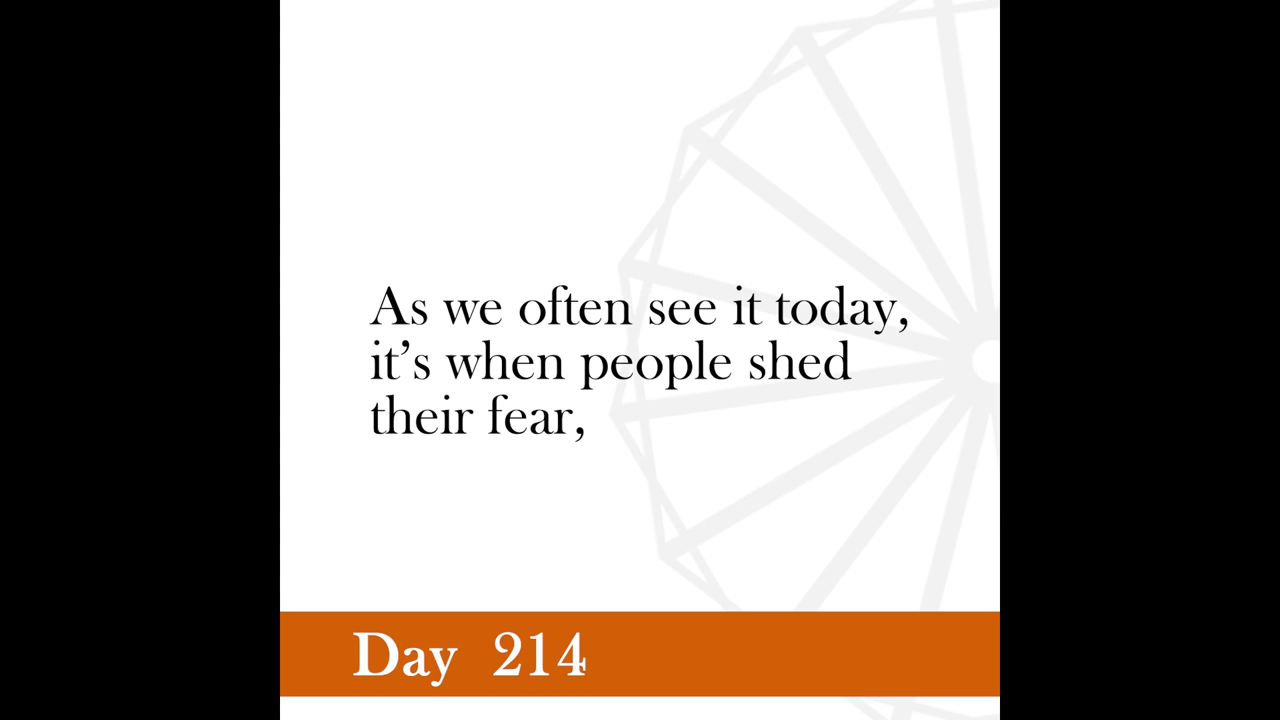 As we often see it today,
it’s when people shed
their fear,
Day 214